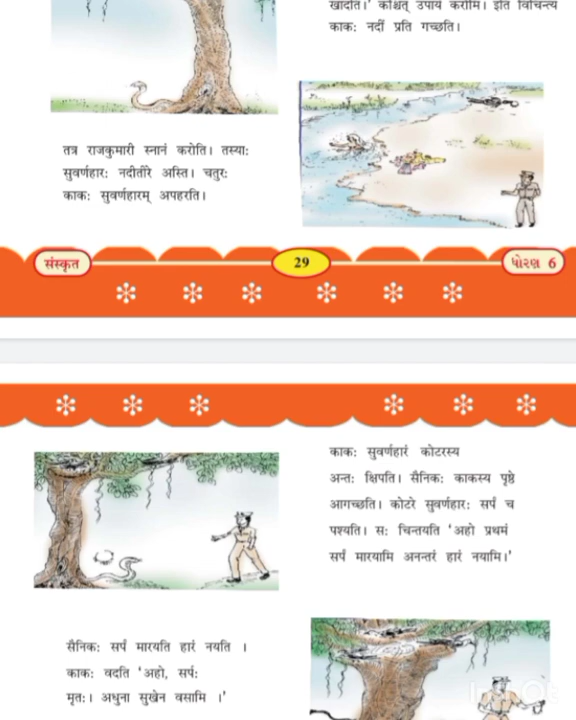 खादति।' कञ्चित् उपायं करोमि। इति विचिन्त्य
काकः नदीं प्रति गच्छति।
तत्र राजकुमारी स्नानं करोति। तस्याः
सुवर्णहारः नदीतीरे अस्ति। चतुरः
काकः सुवर्णहारम् अपहरति।
संस्कृत
29
ધોરણ 6
काकः सुवर्णहारं कोटरस्य
अन्तः क्षिपति। सैनिकः काकस्य पृष्ठे
आगच्छति। कोटरे सुवर्णहारः सर्पं च
पश्यति। सः चिन्तयति 'अहो प्रथमं
सर्पं मारयामि अनन्तरं हारं नयामि।'
सैनिकः सर्पं मारयति हारं नयति ।
काकः वदति 'अहो, सर्पः
मृतः। अधुना सुखेन वसामि ।'